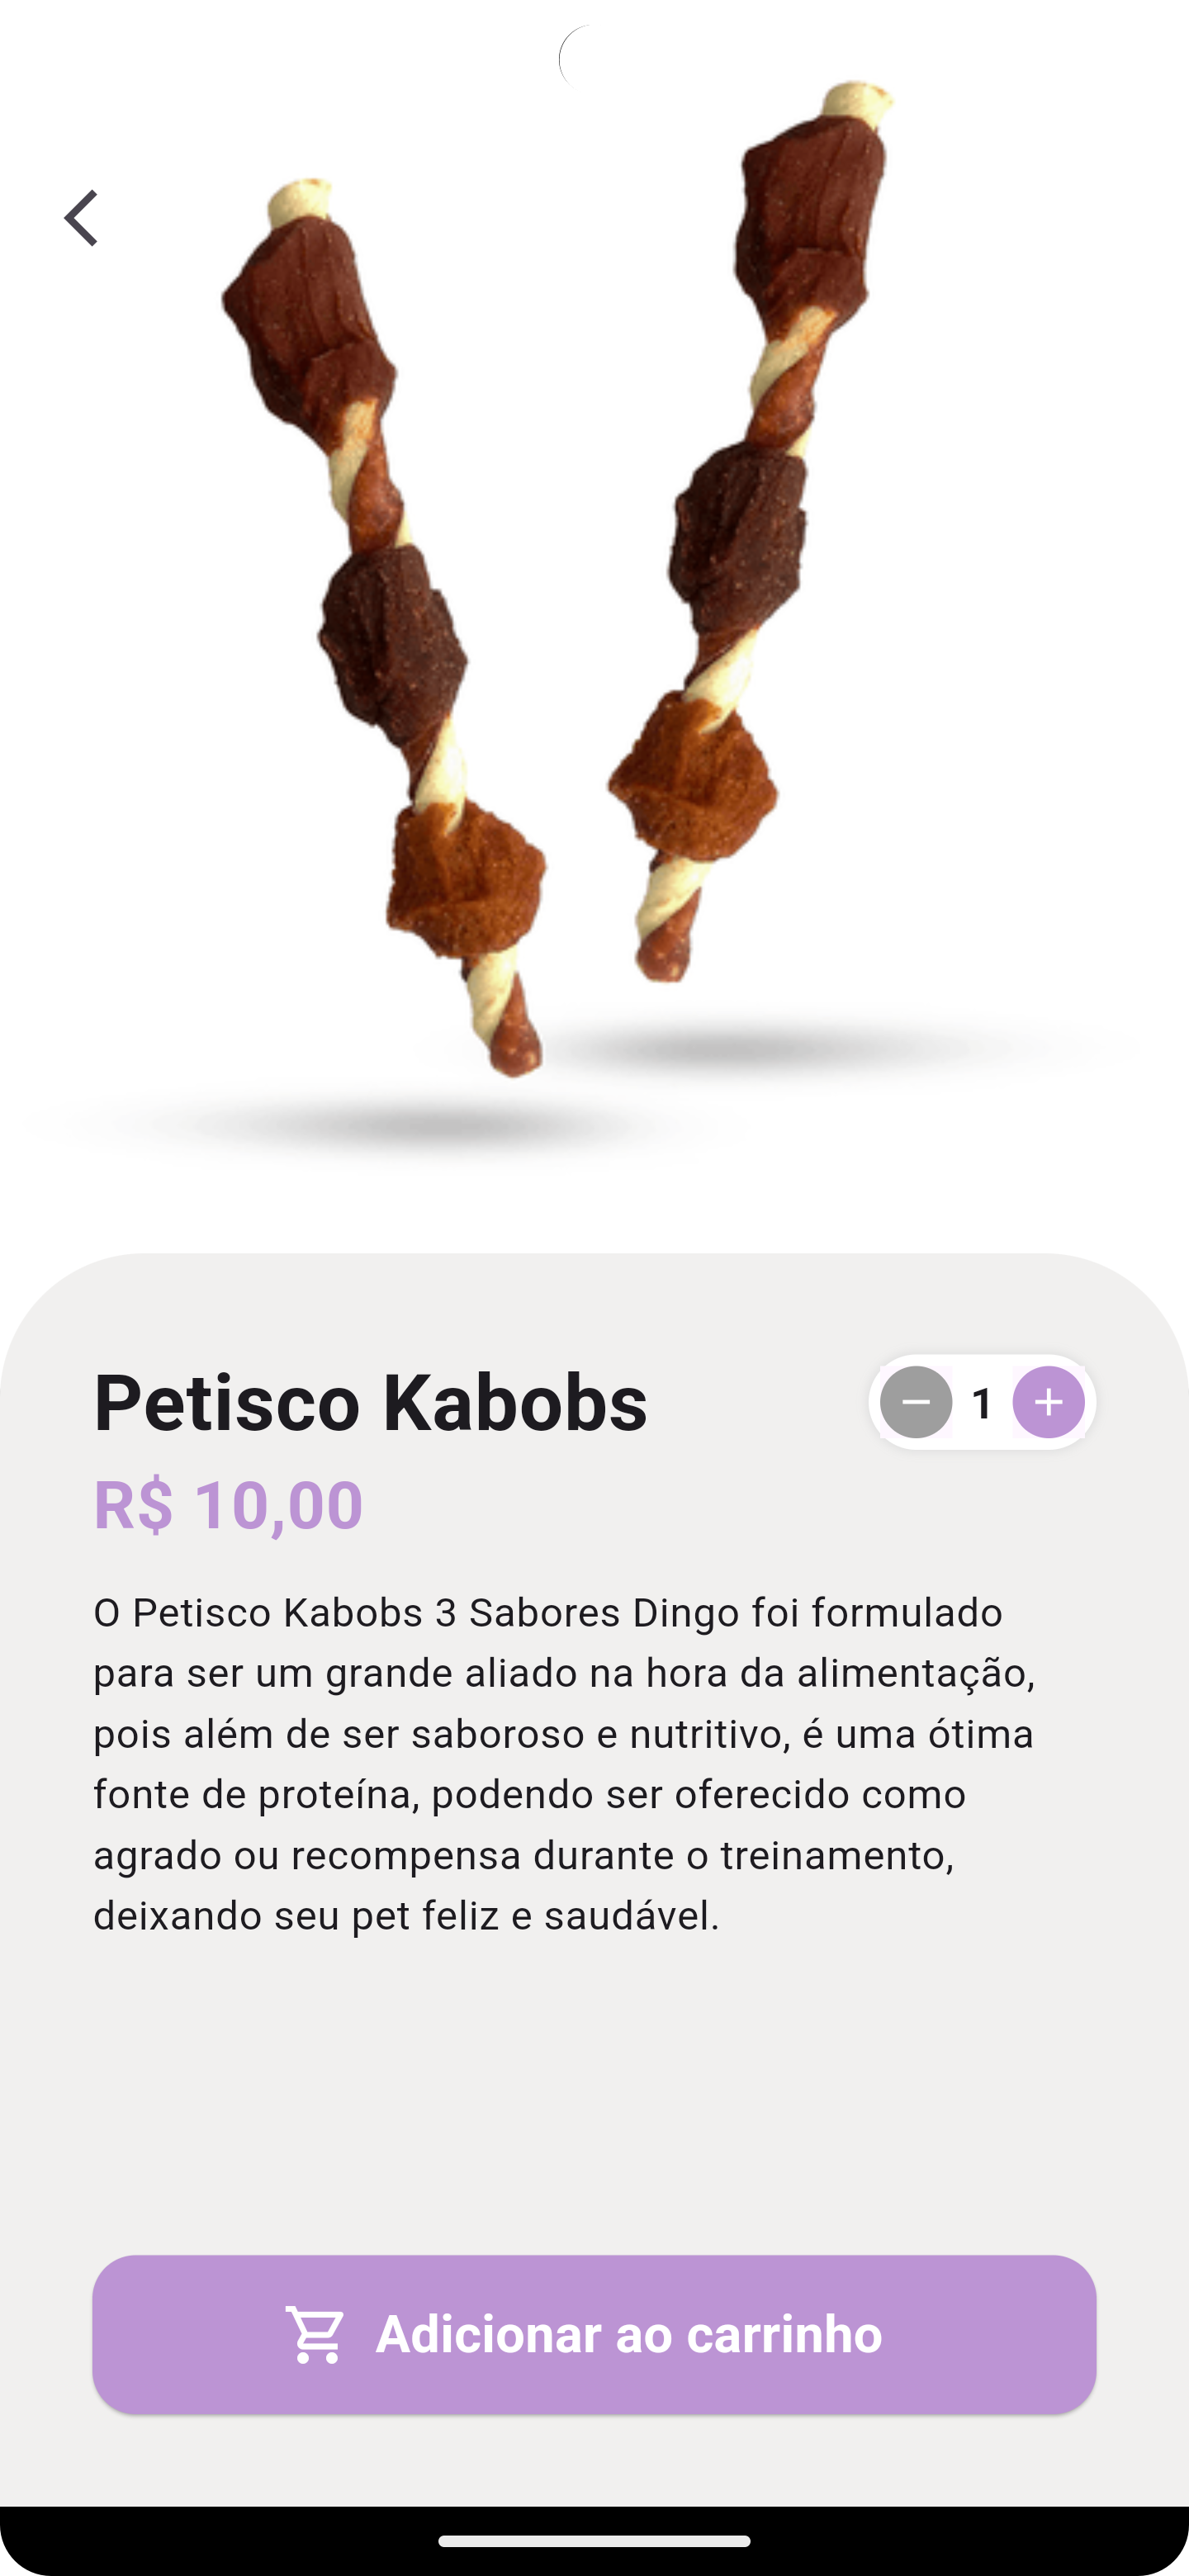 Petisco Kabobs
1
R$ 10,00
O Petisco Kabobs 3 Sabores Dingo foi formulado
para ser um grande aliado na hora da alimentação,
pois além de ser saboroso e nutritivo, é uma ótima
fonte de proteína, podendo ser oferecido como
agrado ou recompensa durante o treinamento,
deixando seu pet feliz e saudável.
Adicionar ao carrinho